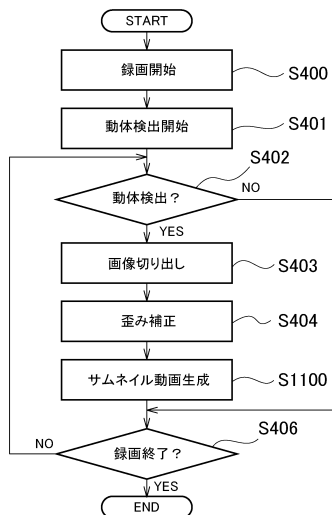 START
録画開始
S400
動体検出開始
S401
S402
動体検出？
NO
YES
画像切り出し
S403
歪み補正
S404
サムネイル動画生成
S1100
S406
NO
録画終了？
YES
END